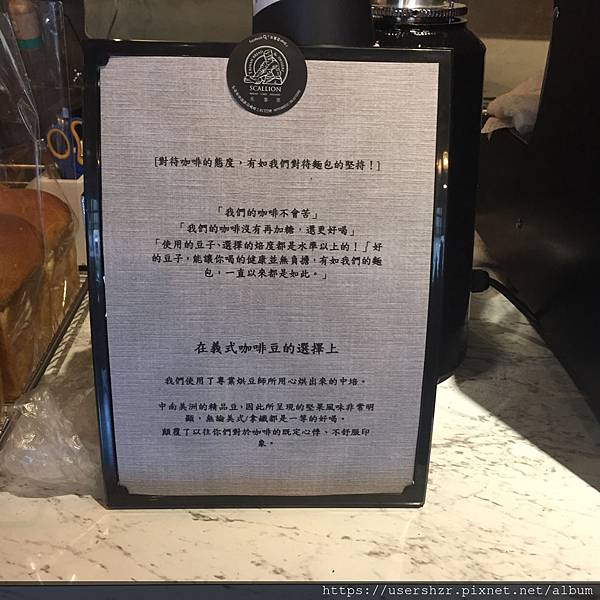 SCALLION
[對待咖啡的態度，有如我們對待麵包的堅持！]
「我們的咖啡不會苦」
「我們的咖啡沒有再加糖，還更好喝」
「使用的豆子、選擇的焙度都是水準以上的！「好
的豆子，能讓你喝的健康並無負擔，有如我們的麵
包，一直以來都是如此。」
在義式咖啡豆的選擇上
我們使用了專業烘豆師所用心烘出來的中培。
中南美洲的精品豆，因此所呈現的堅果風味非常明
顯，無論美式/拿鐵都是一等的好喝。
顛覆了以往你們對於咖啡的既定心悸、不舒服印
象。
https://usershzr.pixnet.net/album